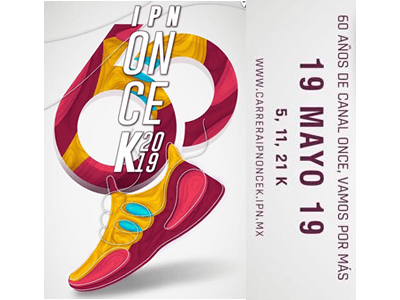 IPN
ONCE
K2019
60 AÑOS DE CANAL ONCE, VAMOS POR MÁS
19 MAYO 19
5, 11, 21 K
WWW.CARRERAIPNONCEK.IPN.MX